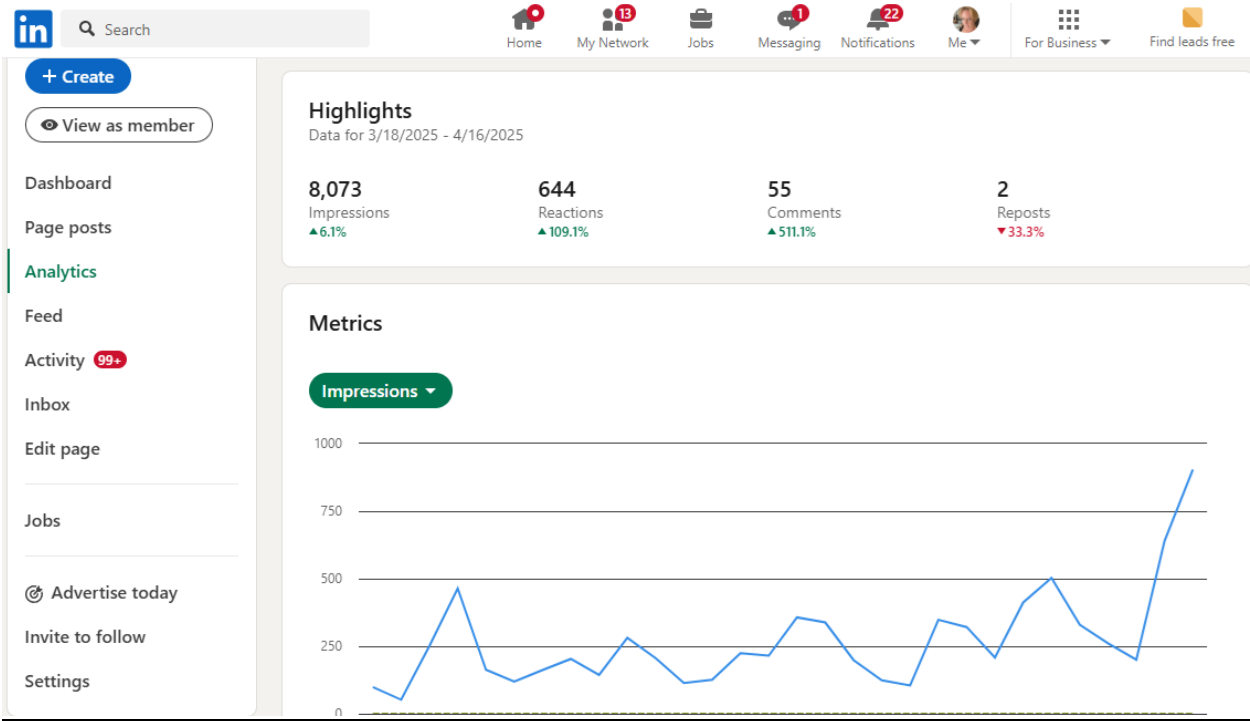 in
Search
Home
13
My Network
Jobs
1
Messaging
22
Notifications
Me
For Business
Find leads free
+ Create
View as member
Dashboard
Page posts
Analytics
Feed
Activity 99+
Inbox
Edit page
Jobs
Advertise today
Invite to follow
Settings
Highlights
Data for 3/18/2025 - 4/16/2025
8,073 644 55 2
Impressions Reactions Comments Reposts
▲6.1% ▲109.1% ▲511.1% ▼33.3%
Metrics
Impressions
1000
750
500
250
0